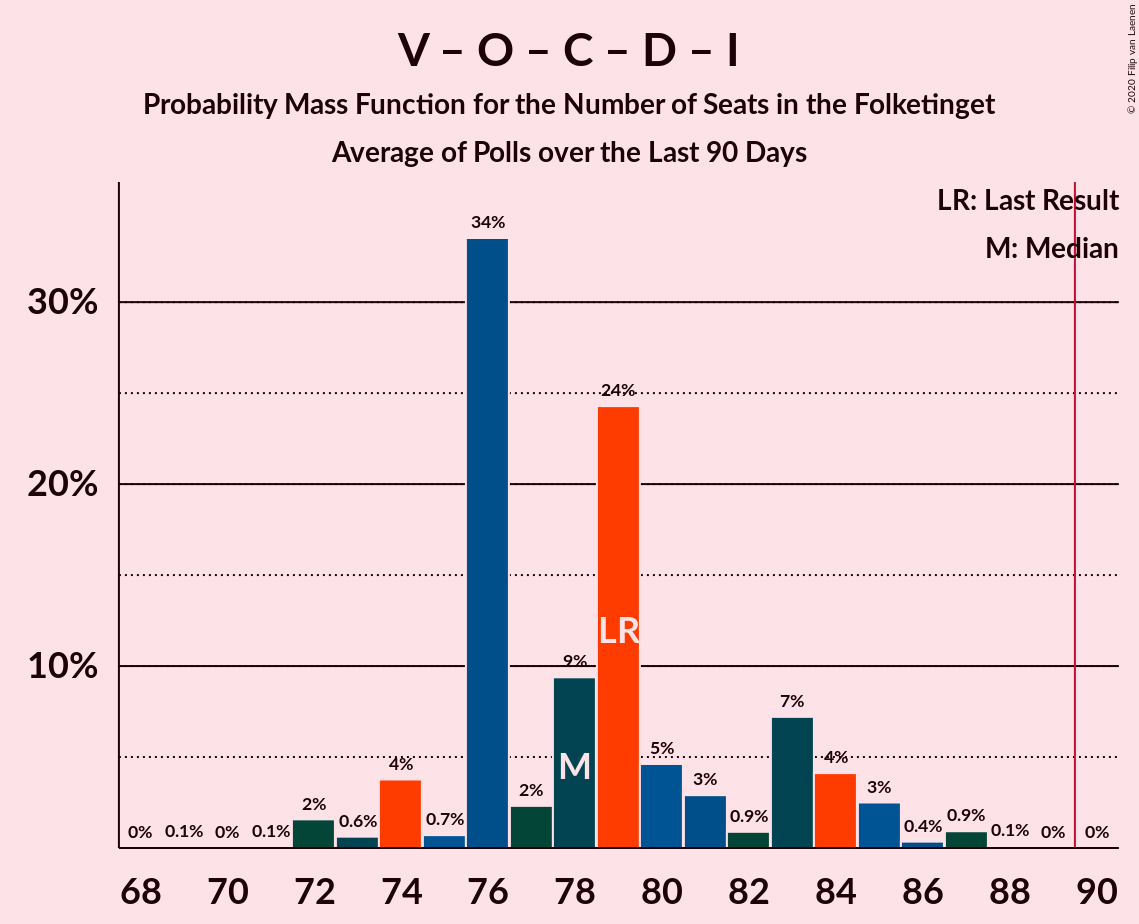 V – O – C – D – I
Probability Mass Function for the Number of Seats in the Folketinget
Average of Polls over the Last 90 Days
© 2020 Filip van Laenen
LR: Last Result
M: Median
34%
30%
24%
20%
LR
10%
9%
7%
M
5%
4%
4%
3%
3%
2%
2%
0.9%
0.9%
0.7%
0.6%
0.4%
0%
0.1%
0%
0.1%
0.1%
0%
0%
68 70 72 74 76 78 80 82 84 86 88 90